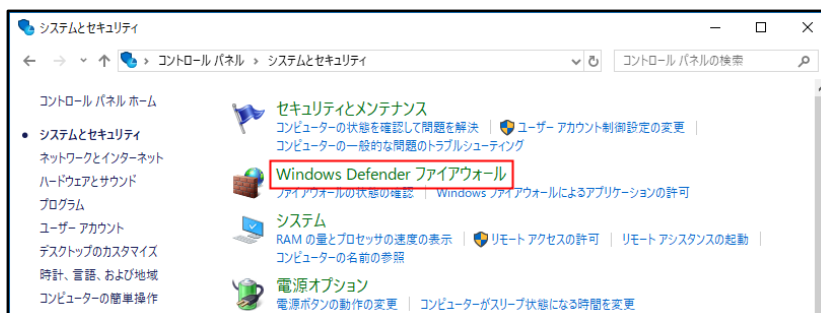 システムとセキュリティ
コントロール パネル › システムとセキュリティ
コントロール パネルの検索
コントロール パネル ホーム
システムとセキュリティ
ネットワークとインターネット
ハードウェアとサウンド
プログラム
ユーザー アカウント
デスクトップのカスタマイズ
時計、言語、および地域
コンピューターの簡単操作
セキュリティとメンテナンス
コンピューターの状態を確認して問題を解決 | ユーザー アカウント制御設定の変更 |
コンピューターの一般的な問題のトラブルシューティング
Windows Defender ファイアウォール
ファイアウォールの状態の確認 | Windows ファイアウォールによるアプリケーションの許可
システム
RAM の量とプロセッサの速度の表示 | リモート アクセスの許可 | リモート アシスタンスの起動 |
コンピューターの名前の参照
電源オプション
電源ボタンの動作の変更 | コンピューターがスリープ状態になる時間を変更